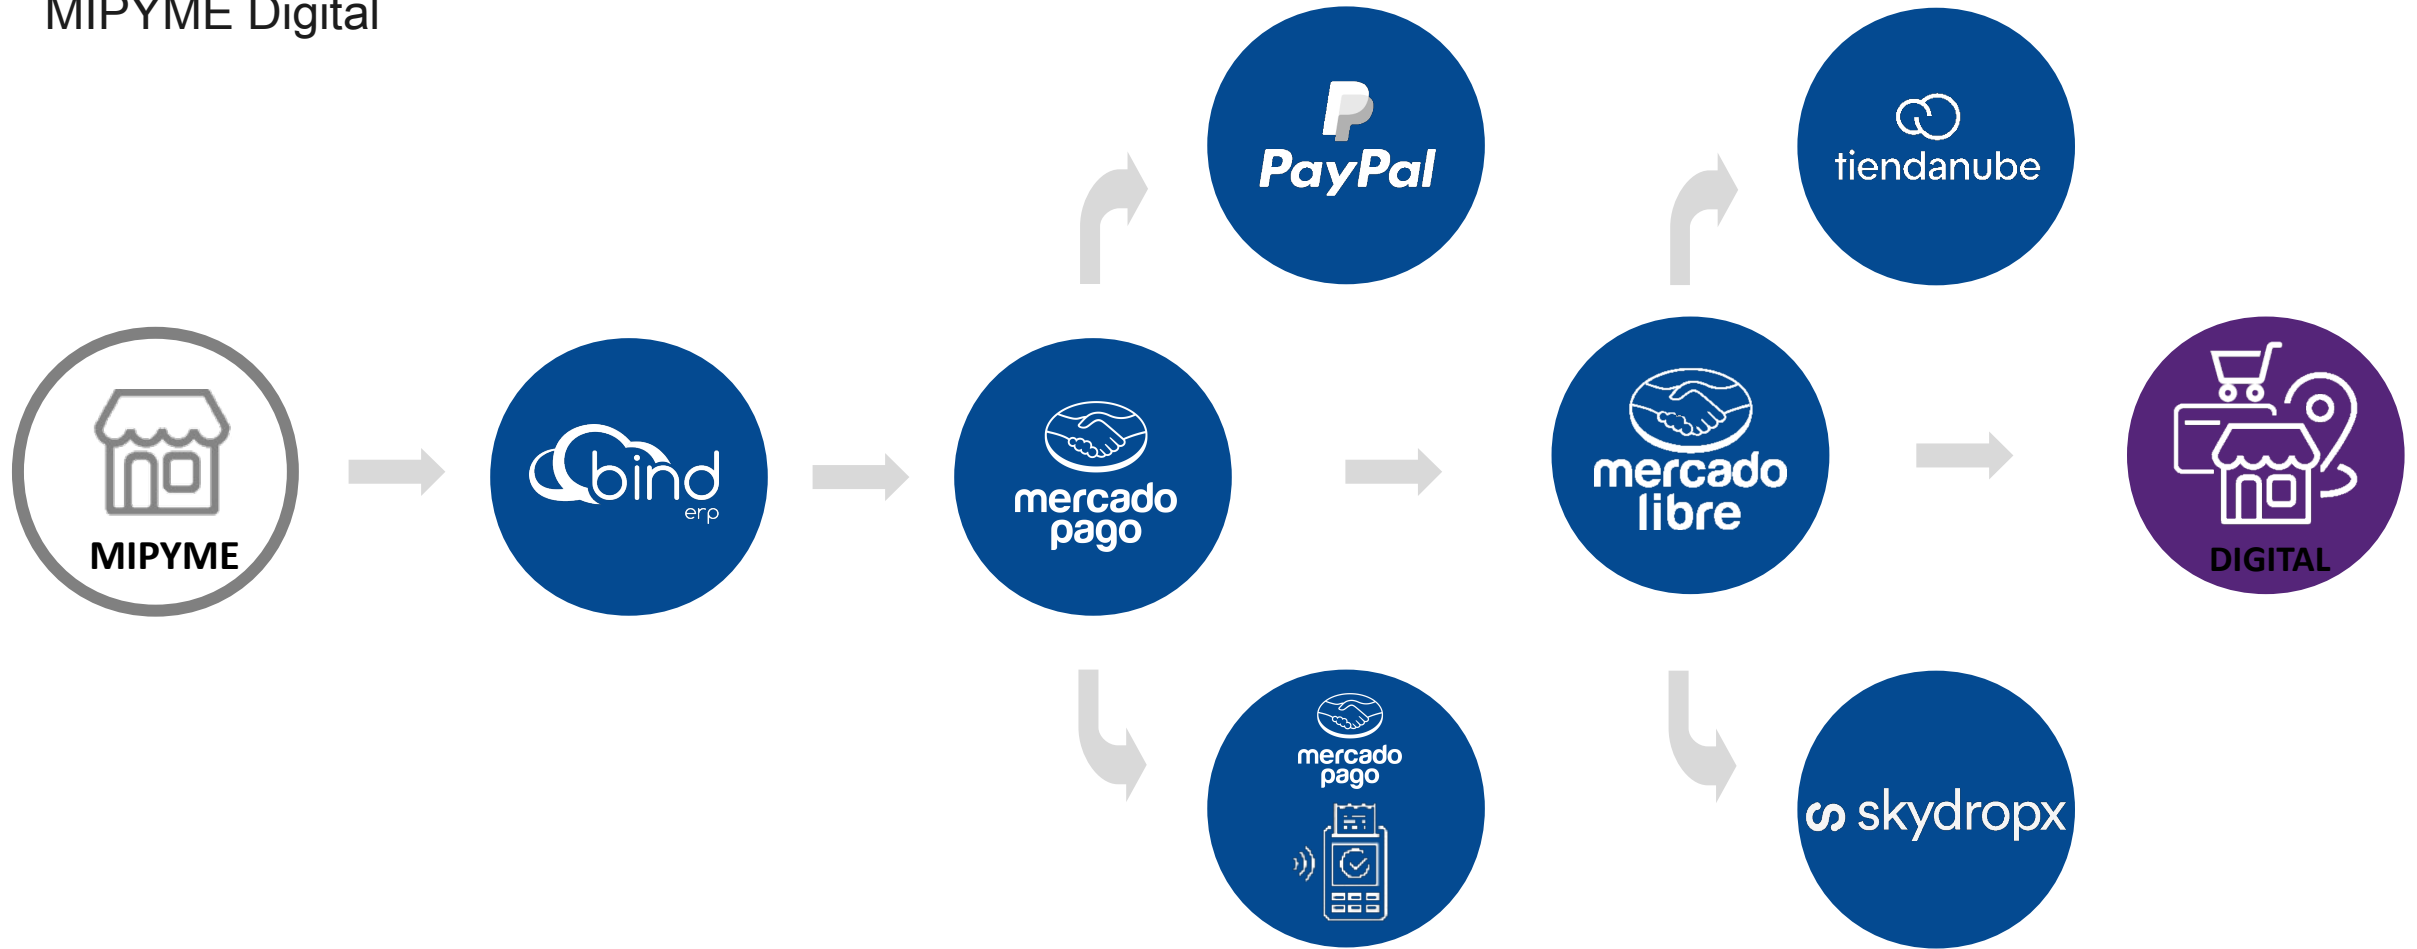 MIPYME Digital
PayPal
tiendanube
MIPYME
bind
erp
mercado
pago
mercado
libre
DIGITAL
mercado
pago
skydropx